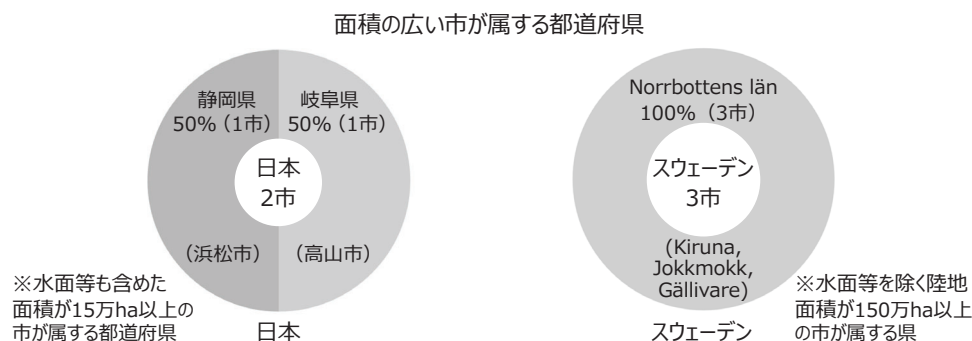 面積の広い市が属する都道府県
静岡県
50%（1市）
岐阜県
50%（1市）
日本
2市
（浜松市）
（高山市）
※水面等も含めた
面積が15万ha以上の
市が属する都道府県
日本
Norrbottens län
100%（3市）
スウェーデン
3市
(Kiruna,
Jokkmokk,
Gällivare)
※水面等を除く陸地
面積が150万ha以上
の市が属する県
スウェーデン